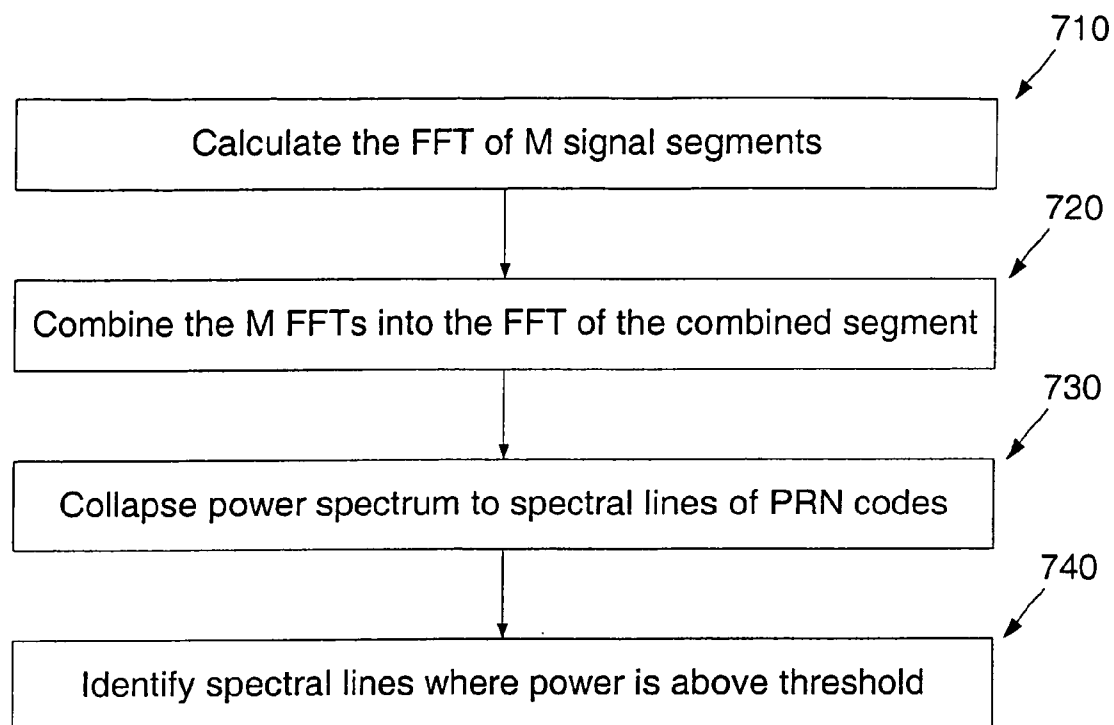 710
Calculate the FFT of M signal segments
720
Combine the M FFTs into the FFT of the combined segment
730
Collapse power spectrum to spectral lines of PRN codes
740
Identify spectral lines where power is above threshold